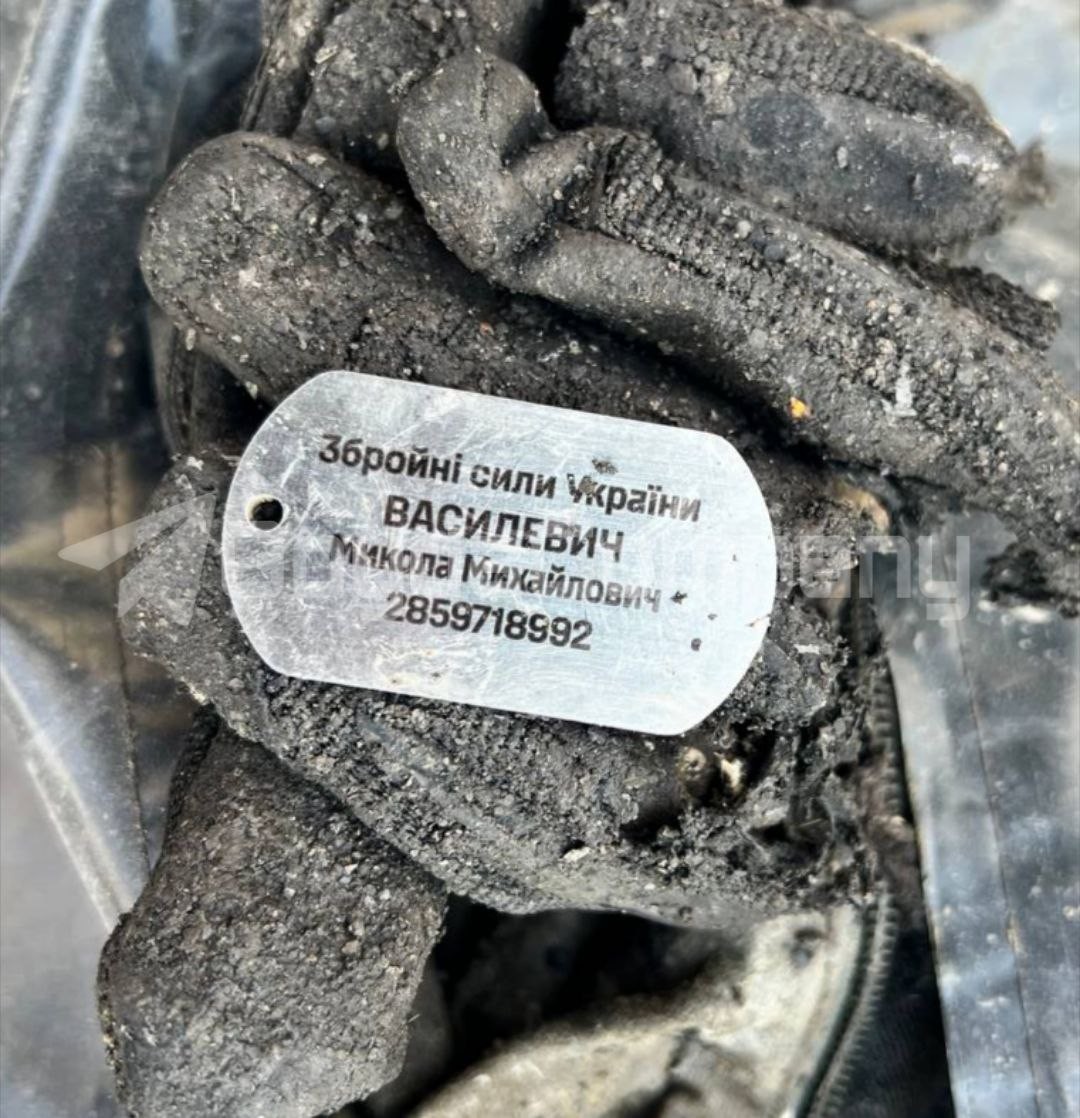 Збройні сили України
ВАСИЛЕВИЧ
Микола Михайлович
2859718992